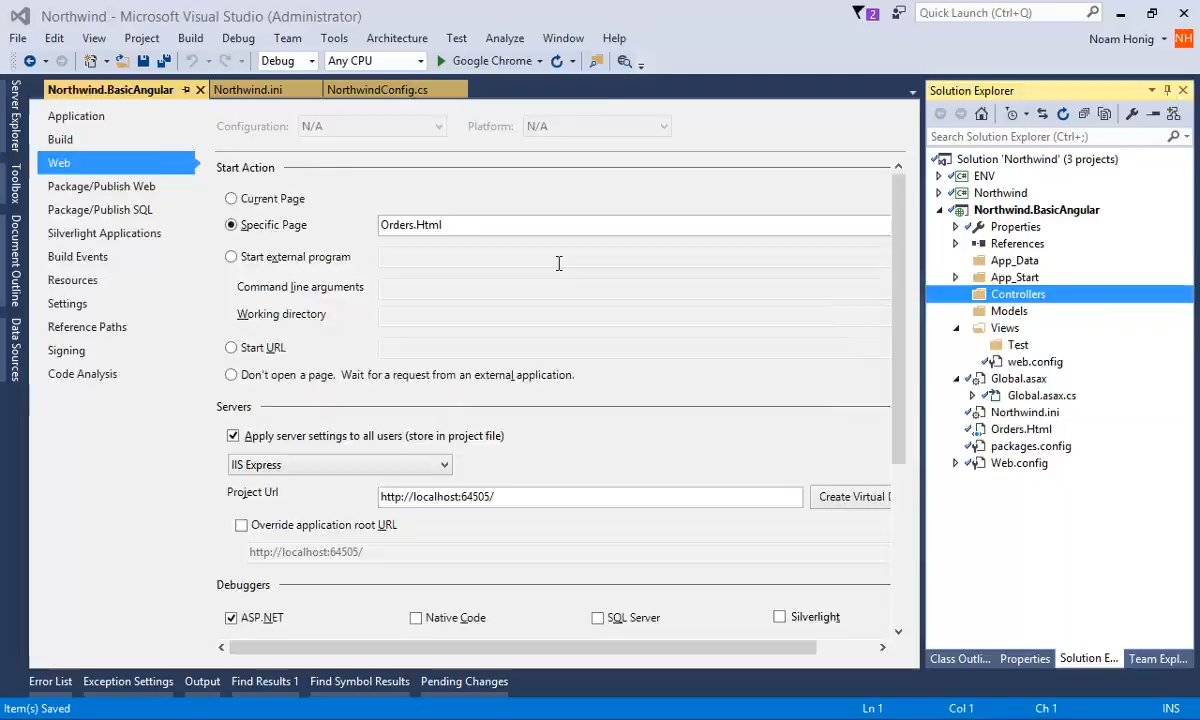 Northwind - Microsoft Visual Studio (Administrator)
2
Quick Launch (Ctrl+Q)
File Edit View Project Build Debug Team Tools Architecture Test Analyze Window Help
Noam Honig NH
Debug Any CPU Google Chrome
Server Explorer
Toolbox
Document Outline
Data Sources
Northwind.BasicAngular Northwind.ini NorthwindConfig.cs
Application
Build
Web
Package/Publish Web
Package/Publish SQL
Silverlight Applications
Build Events
Resources
Settings
Reference Paths
Signing
Code Analysis
Configuration: N/A Platform: N/A
Start Action
Current Page
Specific Page Orders.Html
Start external program
Command line arguments
Working directory
Start URL
Don't open a page. Wait for a request from an external application.
Servers
Apply server settings to all users (store in project file)
IIS Express
Project Url http://localhost:64505/ Create Virtual D
Override application root URL
http://localhost:64505/
Debuggers
ASP.NET Native Code SQL Server Silverlight
Solution Explorer
Search Solution Explorer (Ctrl+;)
Solution 'Northwind' (3 projects)
ENV
Northwind
Northwind.BasicAngular
Properties
References
App_Data
App_Start
Controllers
Models
Views
Test
web.config
Global.asax
Global.asax.cs
Northwind.ini
Orders.Html
packages.config
Web.config
Class Outli... Properties Solution E... Team Expl...
Error List Exception Settings Output Find Results 1 Find Symbol Results Pending Changes
Item(s) Saved Ln 1 Col 1 Ch 1 INS